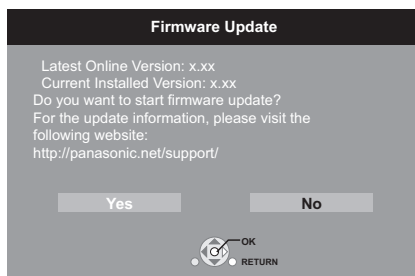 Firmware Update
Latest Online Version: x.xx
Current Installed Version: x.xx
Do you want to start firmware update?
For the update information, please visit the
following website:
http://panasonic.net/support/
Yes No
OK
RETURN